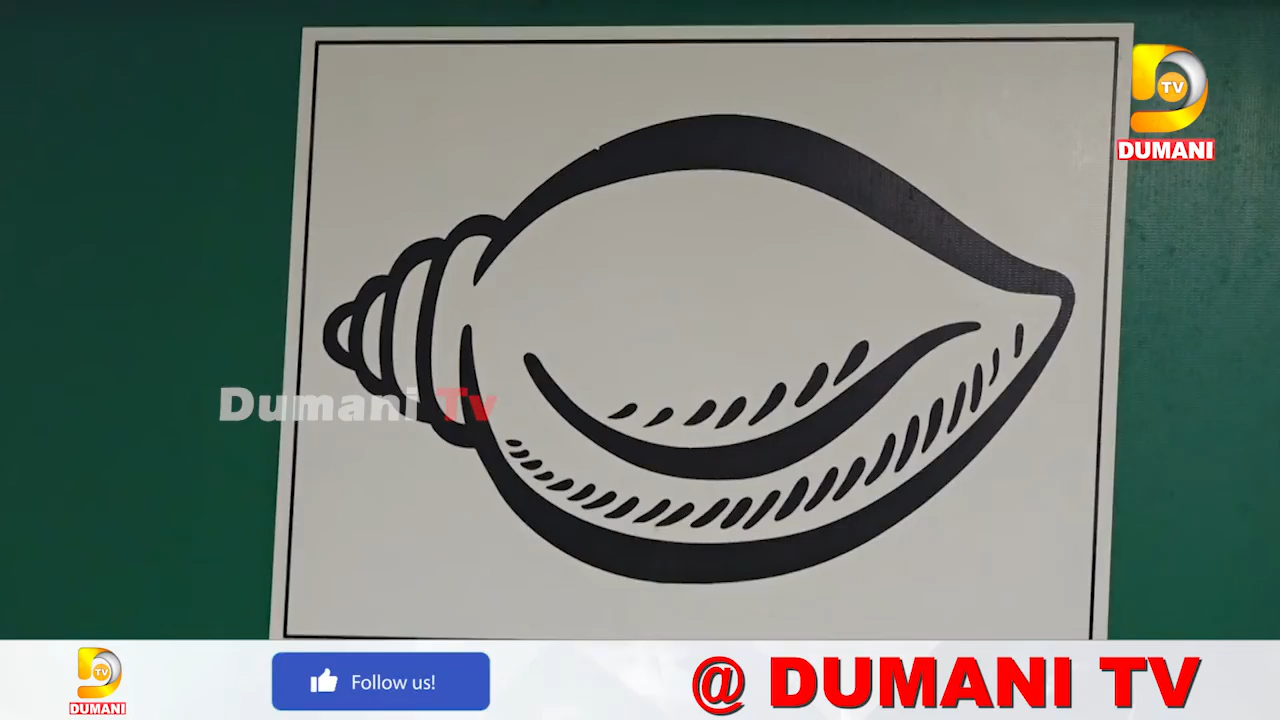 TV
DUMANI
Dumani Tv
TV
DUMANI
Follow us!
@ DUMANI TV